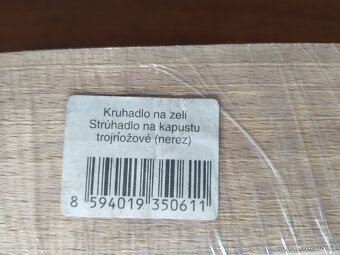 Kruhadlo na zelí
Strúhadlo na kapustu
trojnožové (nerez)
8 594019 350611